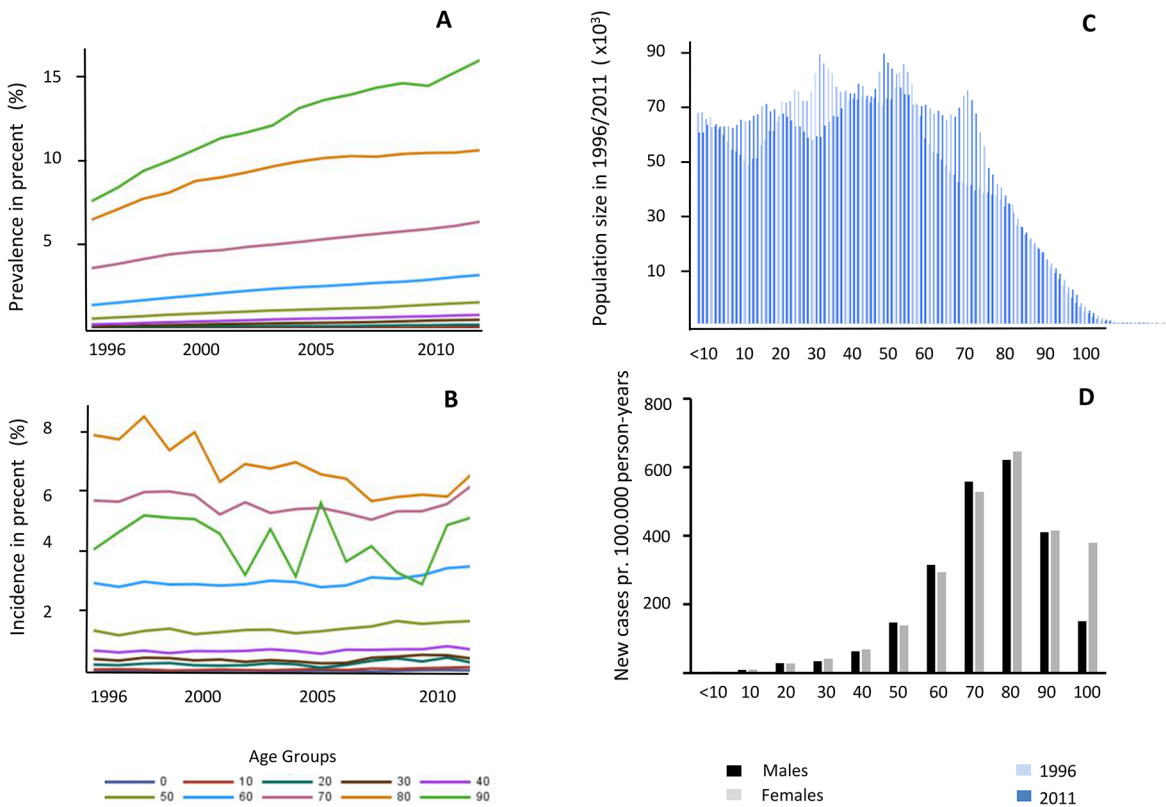 A
Prevalence in precent (%)
15
10
5
1996 2000 2005 2010
B
Incidence in precent (%)
8
6
4
2
1996 2000 2005 2010
Age Groups
0 10 20 30 40
50 60 70 80 90
C
Population size in 1996/2011 (x10³)
90
70
50
30
10
<10 10 20 30 40 50 60 70 80 90 100
D
New cases pr. 100.000 person-years
800
600
400
200
<10 10 20 30 40 50 60 70 80 90 100
Males
Females
1996
2011